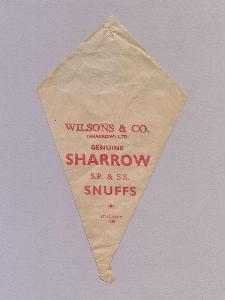 WILSONS & CO.
(SHARROW) LTD.
GENUINE
SHARROW
S.P. & S.S.
SNUFFS